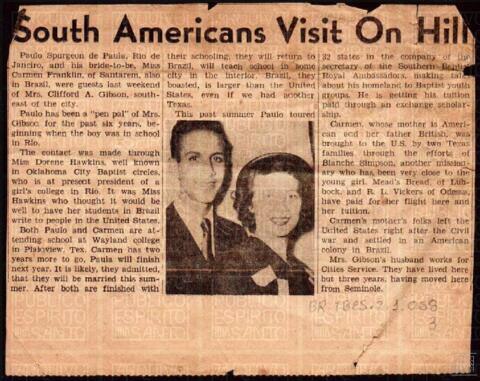 South Americans Visit On Hill
Paulo Spurgeon de Paula, Rio de
Janeiro, and his bride-to-be, Miss
Carmen Franklin, of Santarem, also
in Brazil, were guests last weekend
of Mrs. Clifford A. Gibson, south-
east of the city.
Paulo has been a "pen pal" of Mrs.
Gibson for the past six years, be-
ginning when the boy was in school
in Rio.
The contact was made through
Miss Dorene Hawkins, well known
in Oklahoma City Baptist circles,
who is at present president of a
girl's college in Rio. It was Miss
Hawkins who thought it would be
well to have her students in Brazil
write to people in the United States.
Both Paulo and Carmen are at-
tending school at Wayland college
in Plainview, Tex. Carmen has two
years more to go, Paula will finish
next year. It is likely, they admitted,
that they will be married this sum-
mer. After both are finished with
their schooling, they will return to
Brazil, will teach school in some
city in the interior. Brazil, they
boasted, is larger than the United
States, even if we had another
Texas.
This past summer Paulo toured
32 states in the company of the
secretary of the Southern
Royal Ambassadors, making
about his homeland to Baptist youth
groups. He is getting his tuition
paid through an exchange scholar-
ship.
Carmen, whose mother is Ameri-
can and her father British, was
brought to the U.S. by two Texas
families through the efforts of
Blanche Simpson, another mission-
ary who has, been very close to the
young girl. Mead's Bread, of Lub-
bock, and R. L. Vickers of Odessa,
have paid for her flight here and
her tuition.
Carmen's mother's folks left the
United States right after the Civil
war and settled in an American
colony in Brazil.
Mrs. Gibson's husband works for
Cities Service. They have lived here
but three years, having moved here
from Seminole.
3